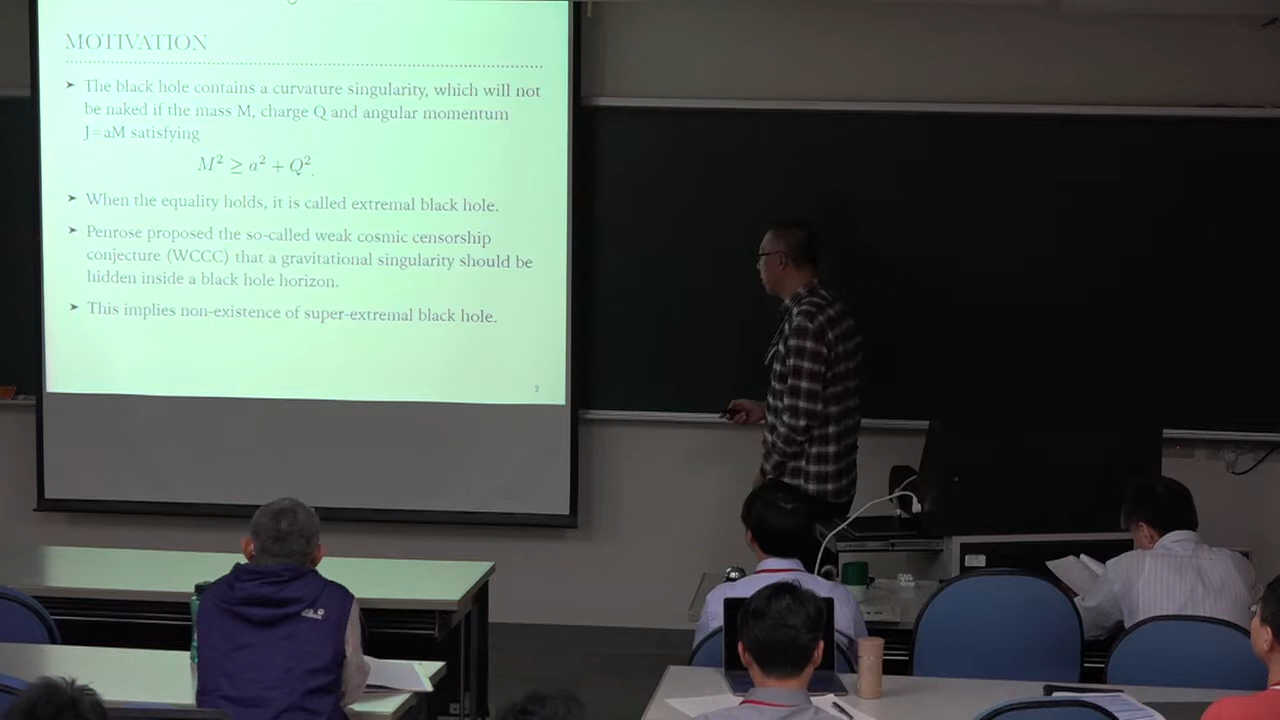 MOTIVATION
➤ The black hole contains a curvature singularity, which will not
be naked if the mass M, charge Q and angular momentum
J=aM satisfying
M² ≥ a² + Q².
➤ When the equality holds, it is called extremal black hole.
➤ Penrose proposed the so-called weak cosmic censorship
conjecture (WCCC) that a gravitational singularity should be
hidden inside a black hole horizon.
➤ This implies non-existence of super-extremal black hole.
2